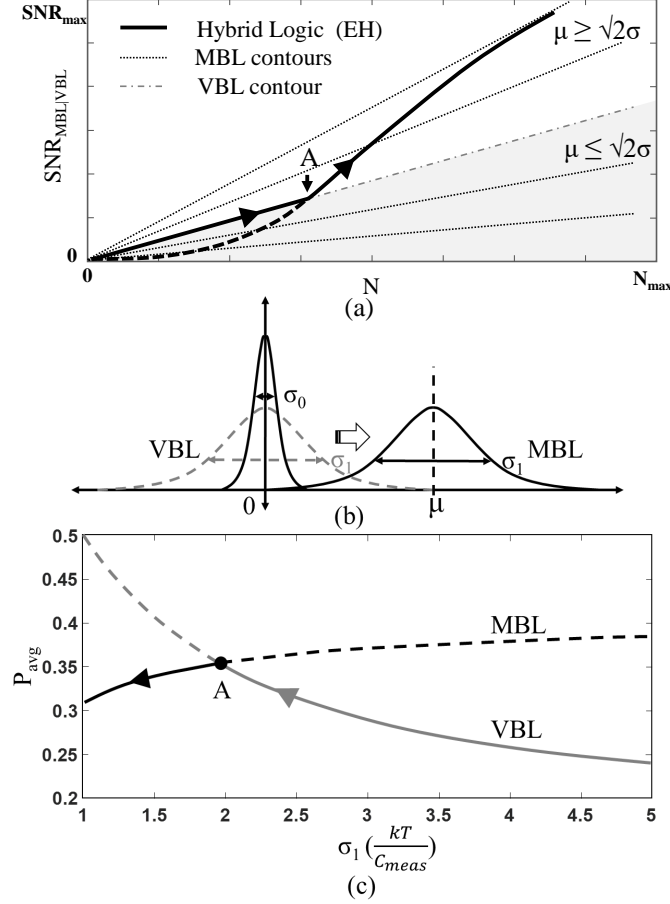 SNRmax
Hybrid Logic (EH)
MBL contours
VBL contour
μ ≥ √2σ
μ ≤ √2σ
A
SNR_MBL|VBL
0
0
N
Nmax
(a)
σ0
VBL
σ1
MBL
σ1
0
μ
(b)
0.5
0.45
0.4
0.35
0.3
0.25
0.2
Pavg
MBL
A
VBL
1 1.5 2 2.5 3 3.5 4 4.5 5
σ1 (kT/Cmeas)
(c)